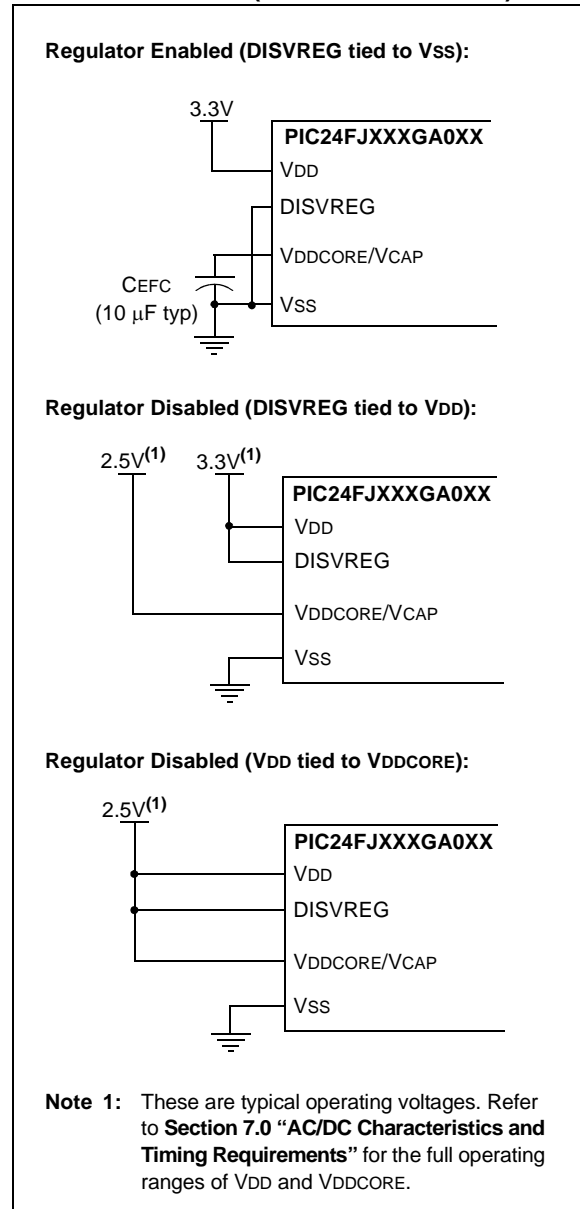 Regulator Enabled (DISVREG tied to VSS):
3.3V
PIC24FJXXXGA0XX
VDD
DISVREG
VDDCORE/VCAP
CEFC
(10 μF typ)
VSS
Regulator Disabled (DISVREG tied to VDD):
2.5V(1) 3.3V(1)
PIC24FJXXXGA0XX
VDD
DISVREG
VDDCORE/VCAP
VSS
Regulator Disabled (VDD tied to VDDCORE):
2.5V(1)
PIC24FJXXXGA0XX
VDD
DISVREG
VDDCORE/VCAP
VSS
Note 1: These are typical operating voltages. Refer
to Section 7.0 “AC/DC Characteristics and
Timing Requirements” for the full operating
ranges of VDD and VDDCORE.